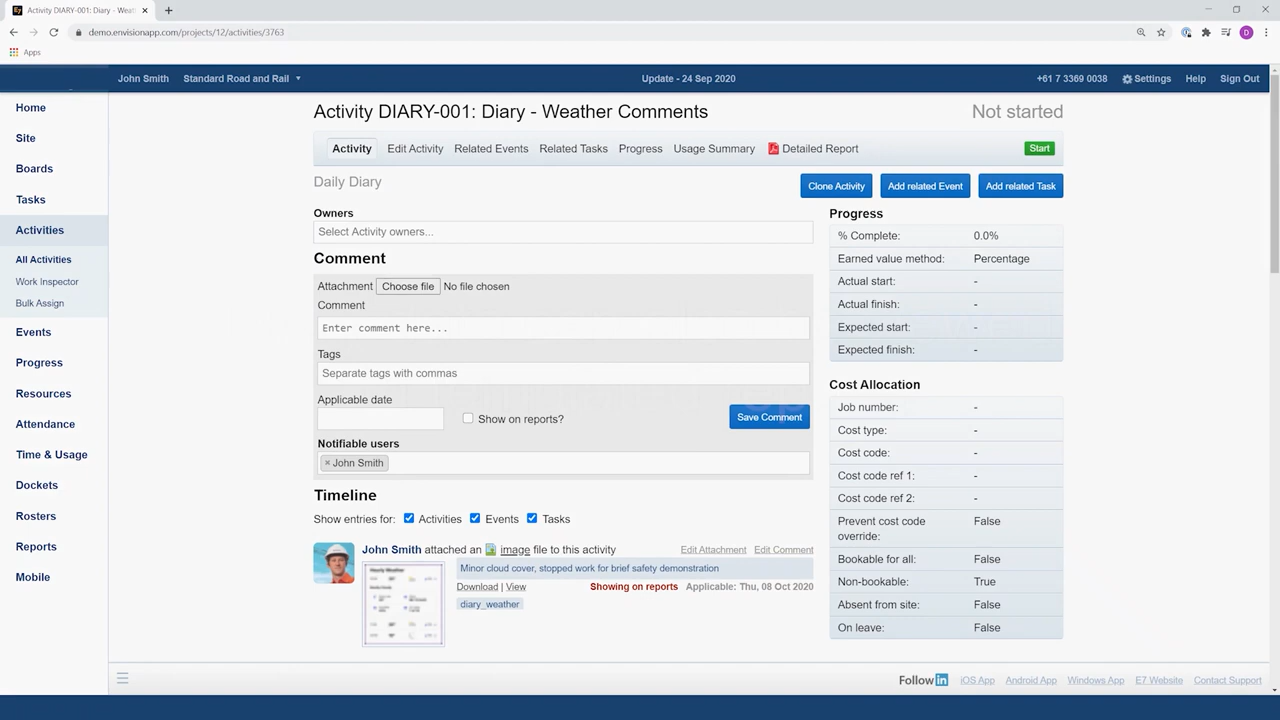 Activity DIARY-001: Diary - Weat
demo.envisionapp.com/projects/12/activities/3763
D
Apps
John Smith Standard Road and Rail Update - 24 Sep 2020 +61 7 3369 0038 Settings Help Sign Out
Home
Site
Boards
Tasks
Activities
All Activities
Work Inspector
Bulk Assign
Events
Progress
Resources
Attendance
Time & Usage
Dockets
Rosters
Reports
Mobile
Activity DIARY-001: Diary - Weather Comments Not started
Activity Edit Activity Related Events Related Tasks Progress Usage Summary Detailed Report Start
Daily Diary Clone Activity Add related Event Add related Task
Owners
Select Activity owners...
Comment
Attachment Choose file No file chosen
Comment
Enter comment here...
Tags
Separate tags with commas
Applicable date
Show on reports? Save Comment
Notifiable users
× John Smith
Timeline
Show entries for: Activities Events Tasks
John Smith attached an image file to this activity Edit Attachment Edit Comment
Minor cloud cover, stopped work for brief safety demonstration
Download | View Showing on reports Applicable: Thu, 08 Oct 2020
diary_weather
Progress
% Complete: 0.0%
Earned value method: Percentage
Actual start: -
Actual finish: -
Expected start: -
Expected finish: -
Cost Allocation
Job number: -
Cost type: -
Cost code: -
Cost code ref 1: -
Cost code ref 2: -
Prevent cost code
override: False
Bookable for all: False
Non-bookable: True
Absent from site: False
On leave: False
Follow in iOS App Android App Windows App E7 Website Contact Support